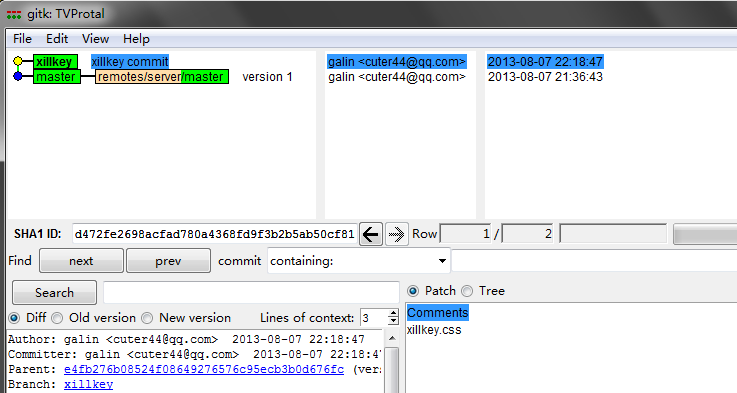 gitk: TVProtal
File Edit View Help
xillkey xillkey commit galin <cuter44@qq.com> 2013-08-07 22:18:47
master remotes/server/master version 1 galin <cuter44@qq.com> 2013-08-07 21:36:43
SHA1 ID: d472fe2698acfad780a4368fd9f3b2b5ab50cf81 Row 1 / 2
Find next prev commit containing:
Search Patch Tree
Diff Old version New version Lines of context: 3 Comments
xillkey.css
Author: galin <cuter44@qq.com> 2013-08-07 22:18:47
Committer: galin <cuter44@qq.com> 2013-08-07 22:18:47
Parent: e4fb276b08524f08649276576c95ecb3b0d676fc (ver
Branch: xillkey